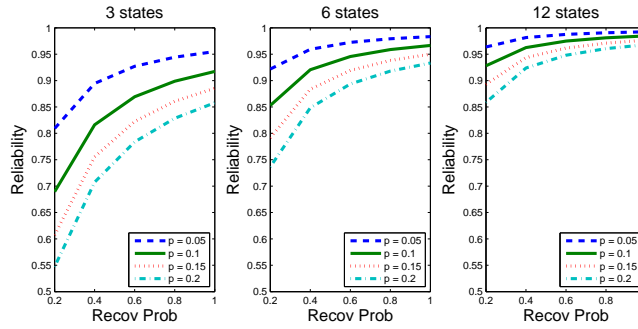 3 states
6 states
12 states
1
0.95
0.9
0.85
0.8
0.75
0.7
0.65
0.6
0.55
0.5
Reliability
0.2 0.4 0.6 0.8 1
Recov Prob
p = 0.05
p = 0.1
p = 0.15
p = 0.2
1
0.95
0.9
0.85
0.8
0.75
0.7
0.65
0.6
0.55
0.5
Reliability
0.2 0.4 0.6 0.8 1
Recov Prob
p = 0.05
p = 0.1
p = 0.15
p = 0.2
1
0.95
0.9
0.85
0.8
0.75
0.7
0.65
0.6
0.55
0.5
Reliability
0.2 0.4 0.6 0.8
Recov Prob
p = 0.05
p = 0.1
p = 0.15
p = 0.2